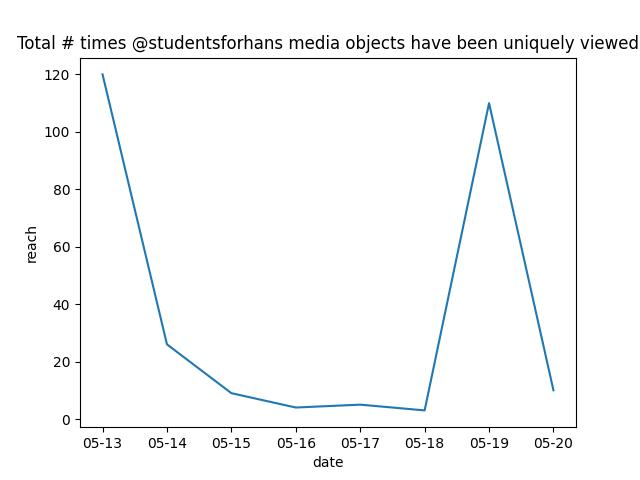 Total # times @studentsforhans media objects have been uniquely viewed
120
100
80
60
40
20
0
reach
05-13 05-14 05-15 05-16 05-17 05-18 05-19 05-20
date